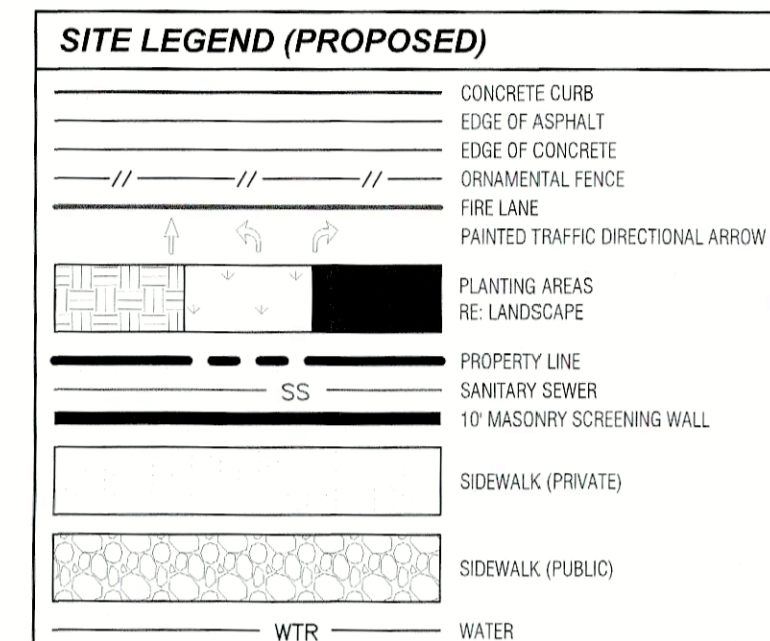 SITE LEGEND (PROPOSED)
CONCRETE CURB
EDGE OF ASPHALT
EDGE OF CONCRETE
ORNAMENTAL FENCE
FIRE LANE
PAINTED TRAFFIC DIRECTIONAL ARROW
PLANTING AREAS
RE: LANDSCAPE
PROPERTY LINE
SS SANITARY SEWER
10' MASONRY SCREENING WALL
SIDEWALK (PRIVATE)
SIDEWALK (PUBLIC)
WTR WATER